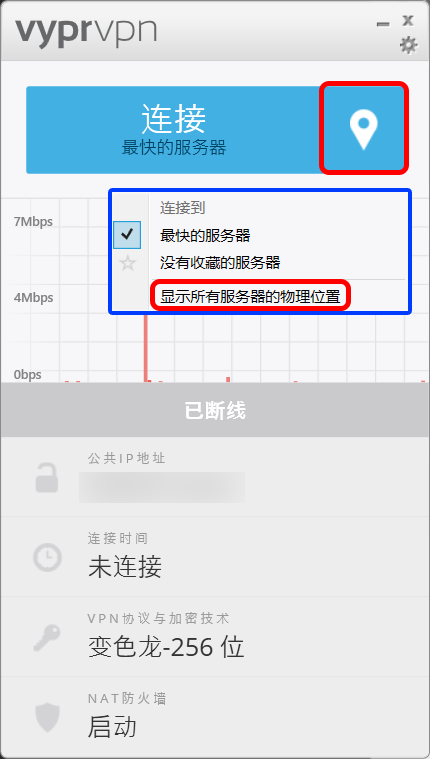 vyprvpn
连接
最快的服务器
连接到
最快的服务器
没有收藏的服务器
显示所有服务器的物理位置
7Mbps
4Mbps
0bps
已断线
公共IP地址
连接时间
未连接
VPN协议与加密技术
变色龙-256 位
NAT防火墙
启动